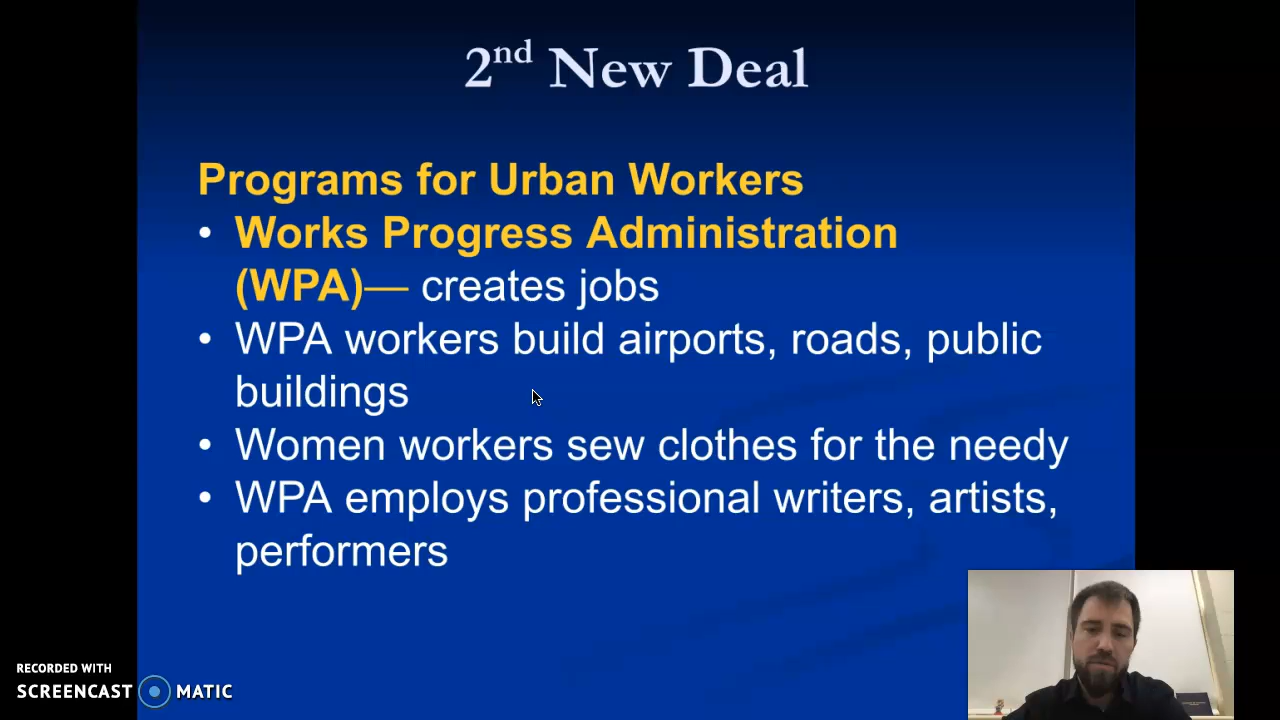 2nd New Deal
Programs for Urban Workers
• Works Progress Administration
(WPA)— creates jobs
• WPA workers build airports, roads, public
buildings
• Women workers sew clothes for the needy
• WPA employs professional writers, artists,
performers
RECORDED WITH
SCREENCAST MATIC